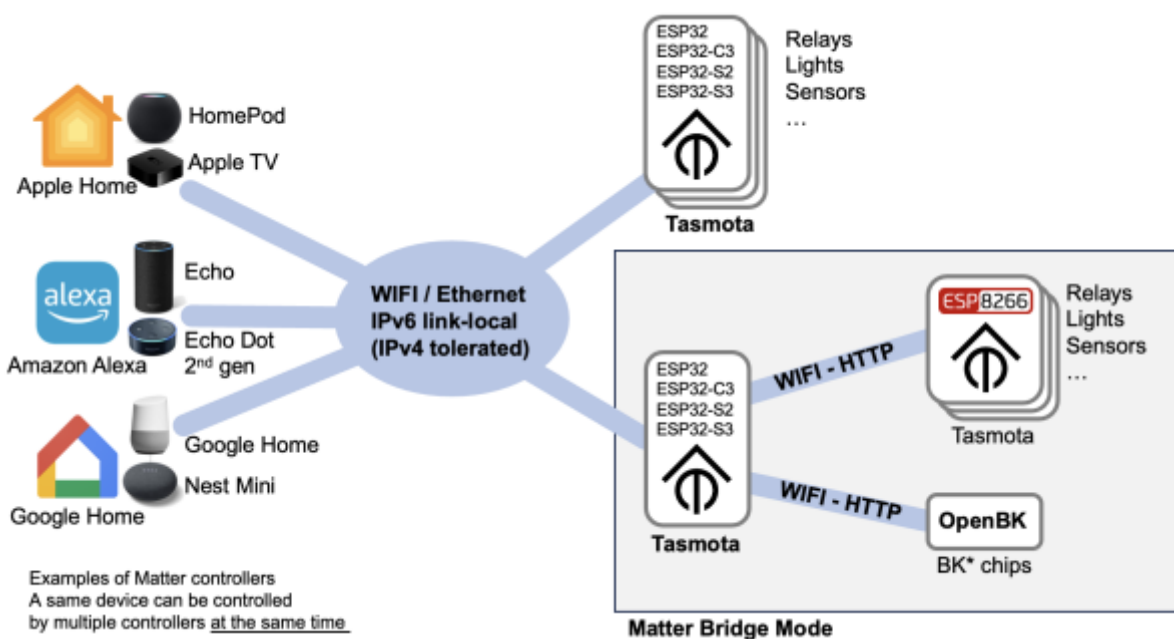 HomePod
Apple TV
Apple Home
alexa
Echo
Echo Dot
2nd gen
Amazon Alexa
Google Home
Nest Mini
Google Home
Examples of Matter controllers
A same device can be controlled
by multiple controllers at the same time
WIFI / Ethernet
IPv6 link-local
(IPv4 tolerated)
ESP32
ESP32-C3
ESP32-S2
ESP32-S3
Relays
Lights
Sensors
…
Tasmota
ESP32
ESP32-C3
ESP32-S2
ESP32-S3
Tasmota
WIFI - HTTP
WIFI - HTTP
ESP8266
Relays
Lights
Sensors
…
Tasmota
OpenBK
BK* chips
Matter Bridge Mode